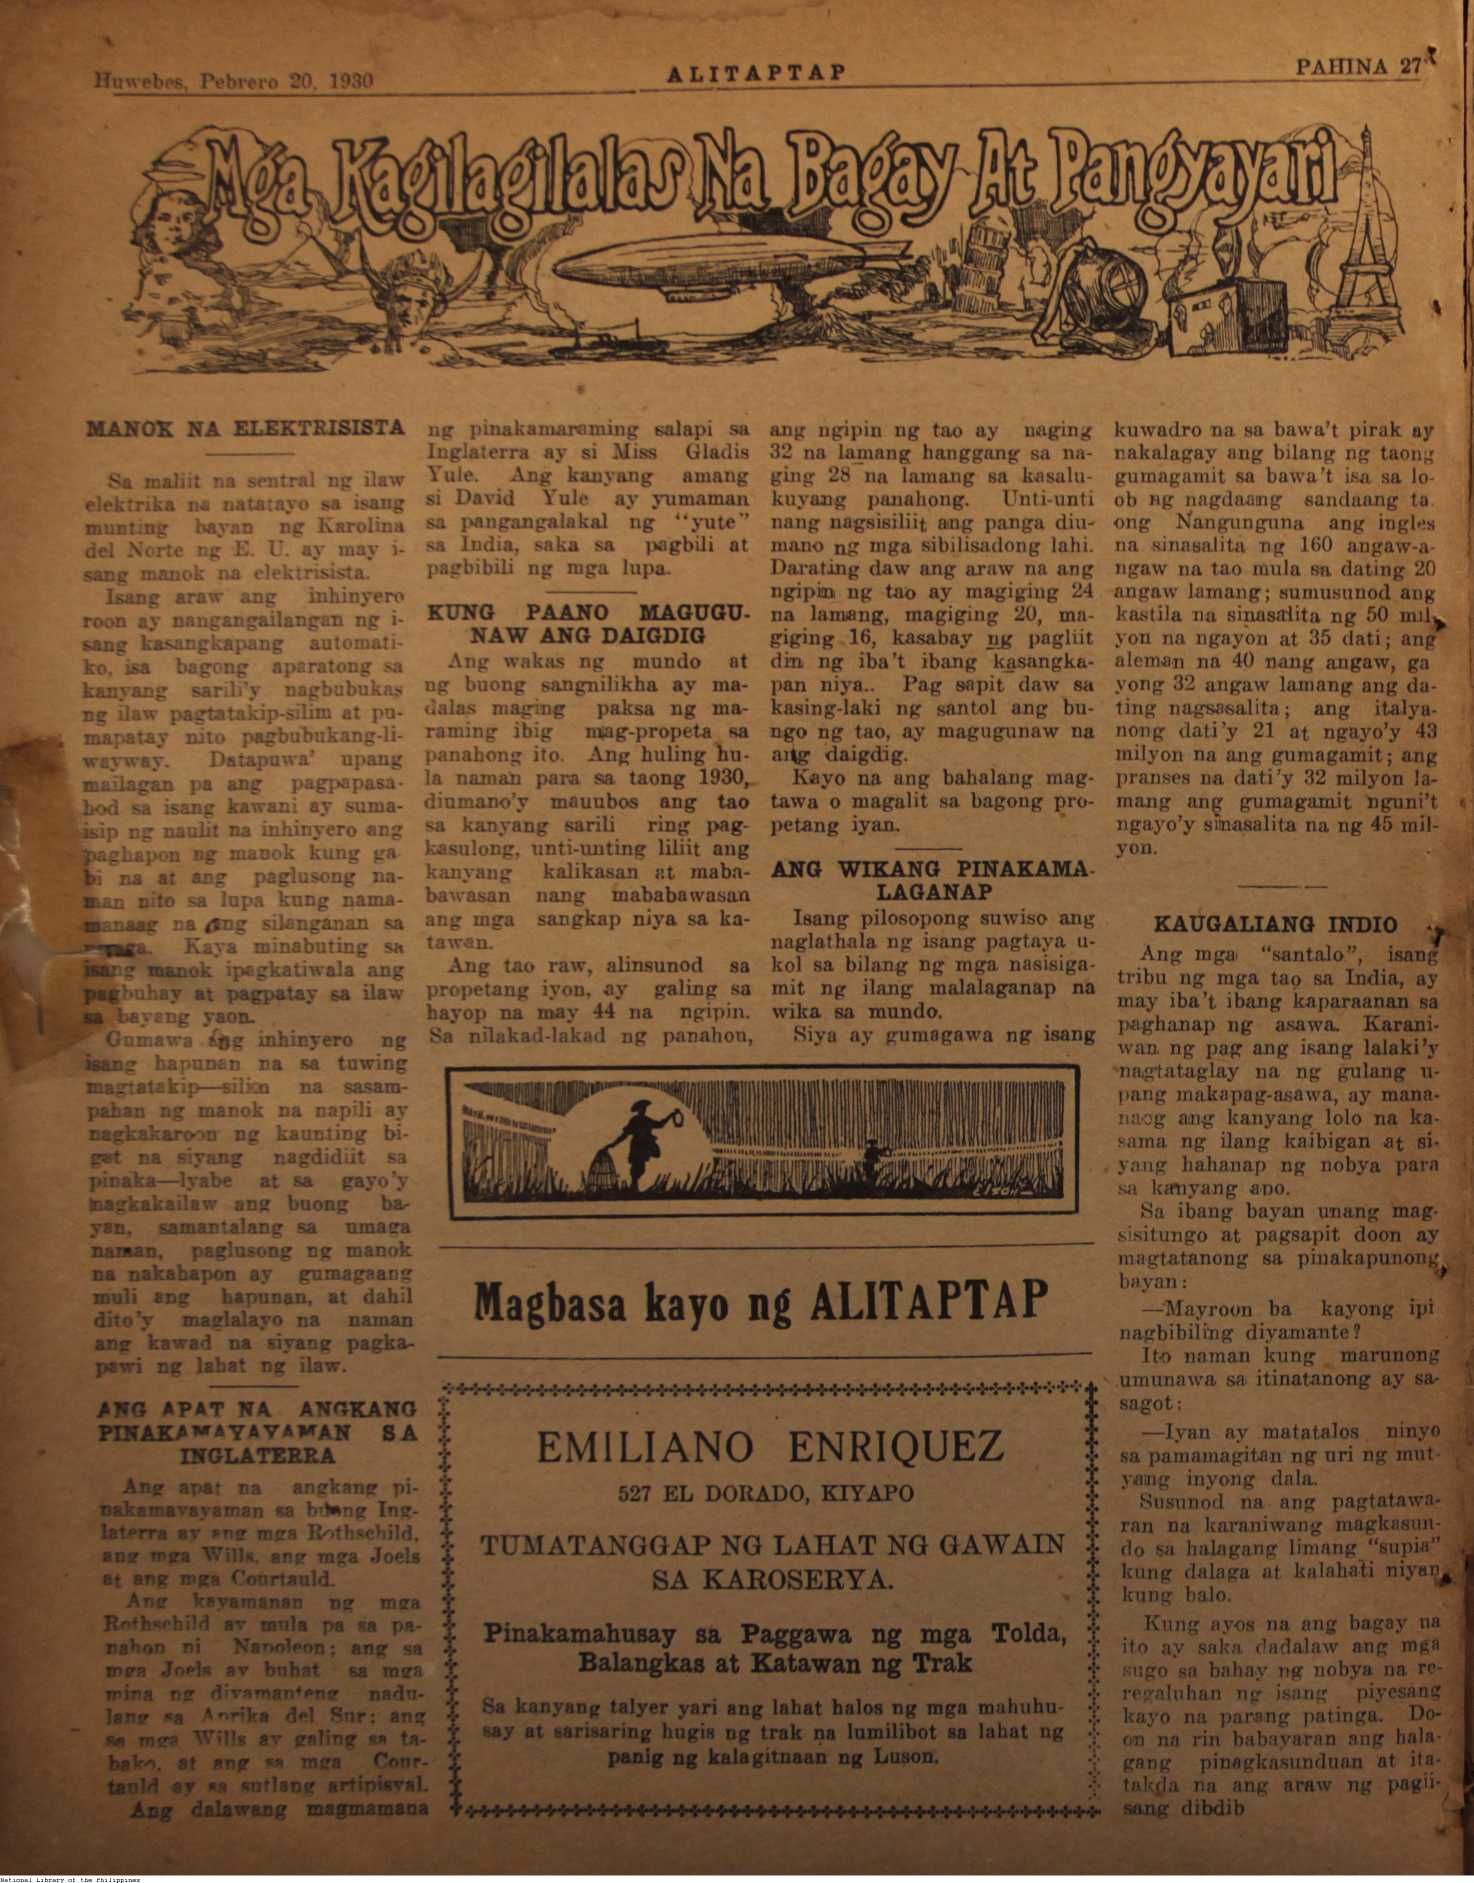 Huwebes, Pebrero 20, 1930
ALITAPTAP
PAHINA 27
Mga Kagilagilalas Na Bagay At Pangyayari
MANOK NA ELEKTRISISTA
Sa maliit na sentral ng ilaw
elektrika na natatayo sa isang
munting bayan ng Karolina
del Norte ng E. U. ay may i-
sang manok na elektrisista.
Isang araw ang inhinyero
roon ay nangangailangan ng i-
sang kasangkapang automati-
ko, isa bagong aparatong sa
kanyang sarili'y nagbubukas
ng ilaw pagtatakip-silim at pu-
mapatay nito pagbubukang-li-
wayway. Datapuwa' upang
mailagan pa ang pagpapasa-
hod sa isang kawani ay suma-
isip ng naulit na inhinyero ang
paghapon ng manok kung ga
bi na at ang paglusong na-
man nito sa lupa kung nama-
manaag na ang silanganan sa
Kaya minabuting sa
isang manok ipagkatiwala ang
pagbuhay at pagpatay sa ilaw
sa bayang yaon.
Gumawa ang inhinyero ng
isang hapunan na sa tuwing
magtatakip—silim na sasam-
pahan ng manok na napili ay
nagkakaroon ng kaunting bi-
gat na siyang nagdidiit sa
pinaka—lyabe at sa gayo'y
nagkakailaw ang buong ba-
yan, samantalang sa umaga
naman, paglusong ng manok
na nakahapon ay gumagaang
muli ang hapunan, at dahil
dito'y maglalayo na naman
ang kawad na siyang pagka-
pawi ng lahat ng ilaw.
ANG APAT NA ANGKANG
PINAKAMAYAYAMAN SA
INGLATERRA
Ang apat na angkang pi-
nakamayayaman sa buong Ing-
laterra ay ang mga Rothschild,
ang mga Wills, ang mga Joels
at ang mga Courtauld.
Ang kayamanan ng mga
Rothschild ay mula pa sa pa-
nahon ni Napoleon; ang sa
mga Joels ay buhat sa mga
mina ng diyamanteng nadu-
lang sa Aprika del Sur; ang
sa mga Wills ay galing sa ta-
bako, at ang sa mga Cour-
tauld ay sa sutlang artipisyal.
Ang dalawang magmamana
ng pinakamaraming salapi sa
Inglaterra ay si Miss Gladis
Yule. Ang kanyang amang
si David Yule ay yumaman
sa pangangalakal ng “yute”
sa India, saka sa pagbili at
pagbibili ng mga lupa.
KUNG PAANO MAGUGU-
NAW ANG DAIGDIG
Ang wakas ng mundo at
ng buong sangnilikha ay ma-
dalas maging paksa ng ma-
raming ibig mag-propeta sa
panahong ito. Ang huling hu-
la naman para sa taong 1930,
diumano'y mauubos ang tao
sa kanyang sarili ring pag-
kasulong, unti-unting liliit ang
kanyang kalikasan at maba-
bawasan nang mababawasan
ang mga sangkap niya sa ka-
tawan.
Ang tao raw, alinsunod sa
propetang iyon, ay galing sa
hayop na may 44 na ngipin.
Sa nilakad-lakad ng panahon,
ang ngipin ng tao ay naging
32 na lamang hanggang sa na-
ging 28 na lamang sa kasalu-
kuyang panahong. Unti-unti
nang nagsisiliit ang panga diu-
mano ng mga sibilisadong lahi.
Darating daw ang araw na ang
ngipin ng tao ay magiging 24
na lamang, magiging 20, ma-
giging 16, kasabay ng pagliit
din ng iba't ibang kasangka-
pan niya.. Pag sapit daw sa
kasing-laki ng santol ang bu-
ngo ng tao, ay magugunaw na
ang daigdig.
Kayo na ang bahalang mag-
tawa o magalit sa bagong pro-
petang iyan.
ANG WIKANG PINAKAMA-
LAGANAP
Isang pilosopong suwiso ang
naglathala ng isang pagtaya u-
kol sa bilang ng mga nasisiga-
mit ng ilang malalaganap na
wika sa mundo.
Siya ay gumagawa ng isang
kuwadro na sa bawa't pirak ay
nakalagay ang bilang ng taong
gumagamit sa bawa't isa sa lo-
ob ng nagdaang sandaang ta
ong Nangunguna ang ingles
na sinasalita ng 160 angaw-a-
ngaw na tao mula sa dating 20
angaw lamang; sumusunod ang
kastila na sinasalita ng 50 mil-
yon na ngayon at 35 dati; ang
aleman na 40 nang angaw, ga
yong 32 angaw lamang ang da-
ting nagsasalita; ang italya-
nong dati'y 21 at ngayo'y 43
milyon na ang gumagamit; ang
pranses na dati'y 32 milyon la-
mang ang gumagamit nguni't
ngayo'y sinasalita na ng 45 mil-
yon.
KAUGALIANG INDIO
Ang mga “santalo”, isang
tribu ng mga tao sa India, ay
may iba't ibang kaparaanan sa
paghanap ng asawa. Karani-
wan ng pag ang isang lalaki'y
nagtataglay na ng gulang u-
pang makapag-asawa, ay mana-
naog ang kanyang lolo na ka-
sama ng ilang kaibigan at si-
yang hahanap ng nobya para
sa kanyang apo.
Sa ibang bayan unang mag-
sisitungo at pagsapit doon ay
magtatanong sa pinakapunong
bayan:
—Mayroon ba kayong ipi
nagbibiling diyamante?
Ito naman kung marunong
umunawa sa itinatanong ay sa-
sagot:
—Iyan ay matatalos ninyo
sa pamamagitan ng uri ng mut-
yang inyong dala.
Susunod na ang pagtatawa-
ran na karaniwang magkasun-
do sa halagang limang “supia”
kung dalaga at kalahati niyan
kung balo.
Kung ayos na ang bagay na
ito ay saka dadalaw ang mga
sugo sa bahay ng nobya na re-
regaluhan ng isang piyesang
kayo na parang patinga. Do-
on na rin babayaran ang hala-
gang pinagkasunduan at ita-
takda na ang araw ng pagii-
sang dibdib
Magbasa kayo ng ALITAPTAP
EMILIANO ENRIQUEZ
527 EL DORADO, KIYAPO
TUMATANGGAP NG LAHAT NG GAWAIN
SA KAROSERYA.
Pinakamahusay sa Paggawa ng mga Tolda,
Balangkas at Katawan ng Trak
Sa kanyang talyer yari ang lahat halos ng mga mahuhu-
say at sarisaring hugis ng trak na lumilibot sa lahat ng
panig ng kalagitnaan ng Luson.
National Library of the Philippines